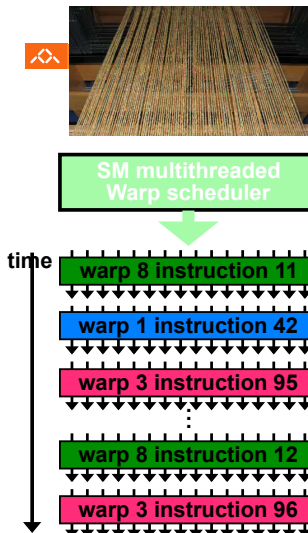 SM multithreaded
Warp scheduler
time
warp 8 instruction 11
warp 1 instruction 42
warp 3 instruction 95
warp 8 instruction 12
warp 3 instruction 96